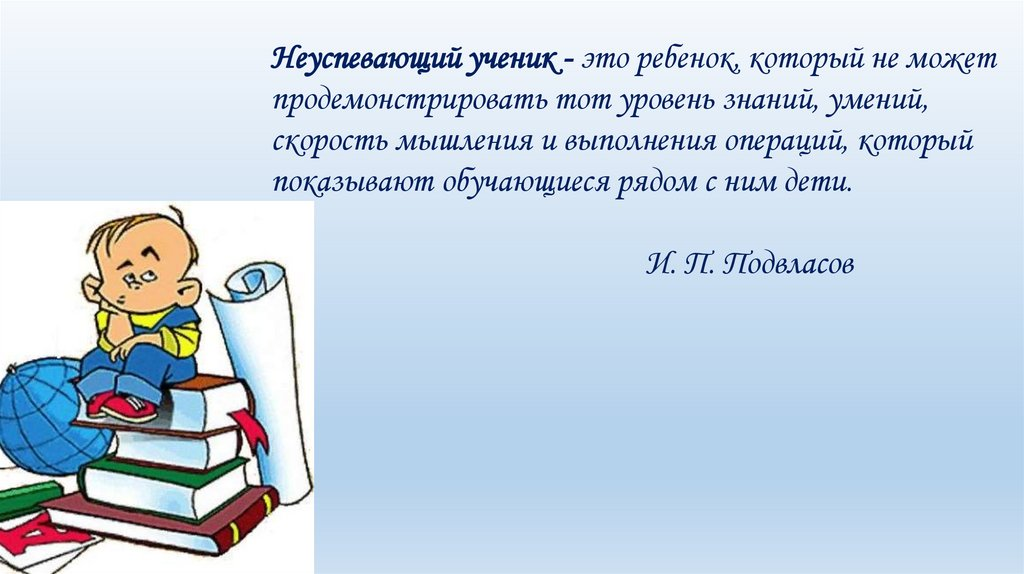 Неуспевающий ученик - это ребенок, который не может
продемонстрировать тот уровень знаний, умений,
скорость мышления и выполнения операций, который
показывают обучающиеся рядом с ним дети.
И. П. Подвласов
А